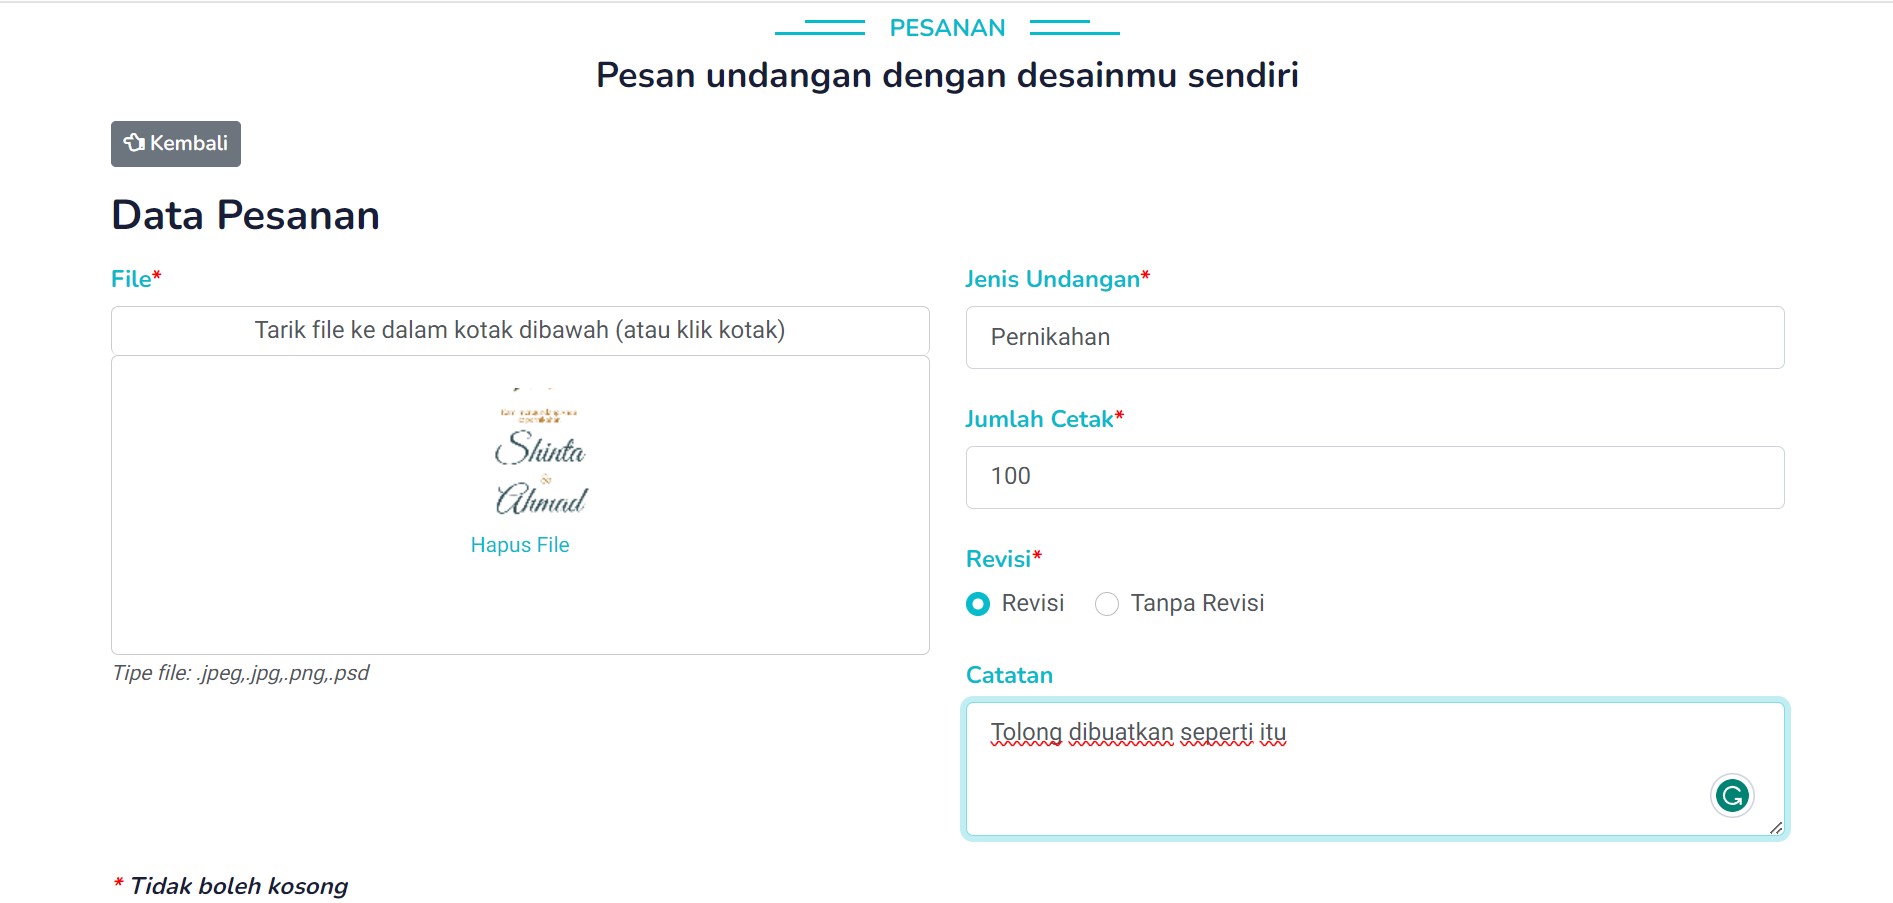 PESANAN
Pesan undangan dengan desainmu sendiri
Kembali
Data Pesanan
File*
Tarik file ke dalam kotak dibawah (atau klik kotak)
Shinta
&
Ahmad
Hapus File
Tipe file: .jpeg,.jpg,.png,.psd
Jenis Undangan*
Pernikahan
Jumlah Cetak*
100
Revisi*
Revisi
Tanpa Revisi
Catatan
Tolong dibuatkan seperti itu
* Tidak boleh kosong